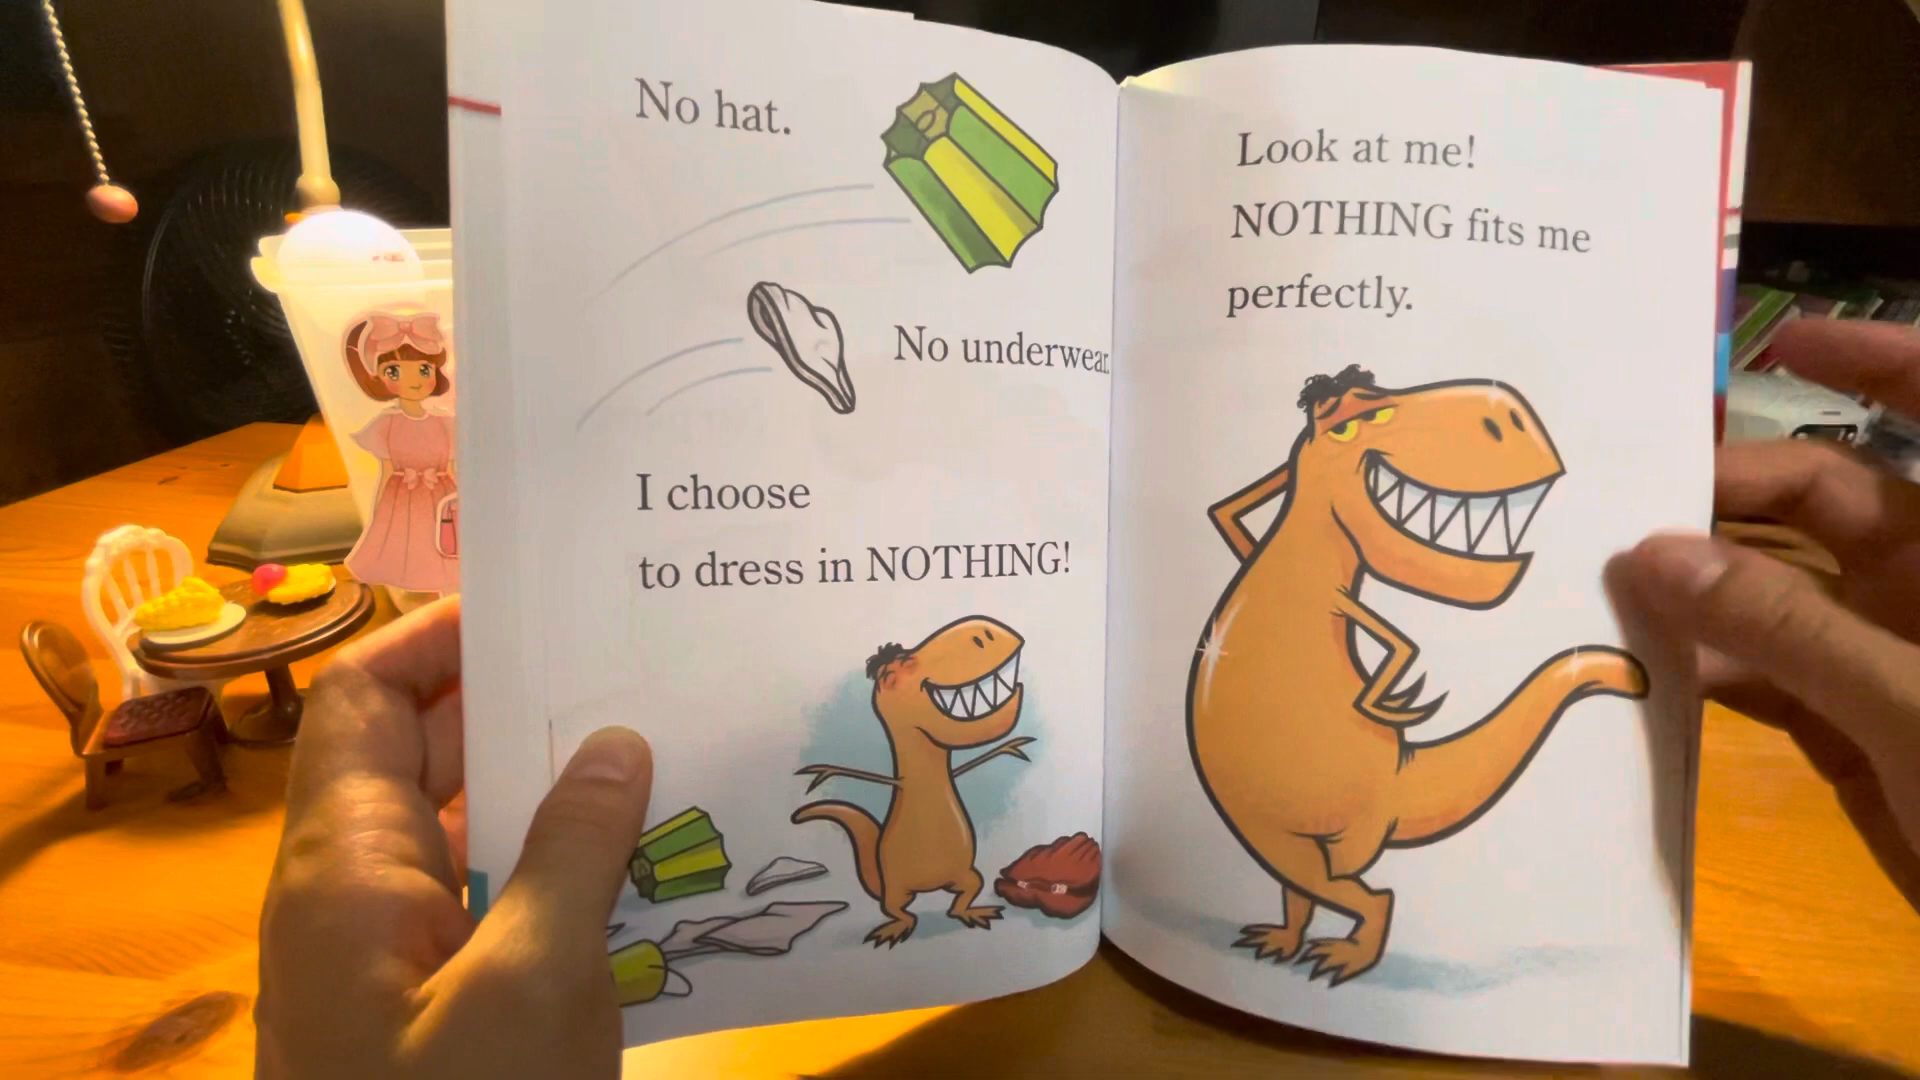 No hat.
No underwear.
I choose
to dress in NOTHING!
Look at me!
NOTHING fits me
perfectly.